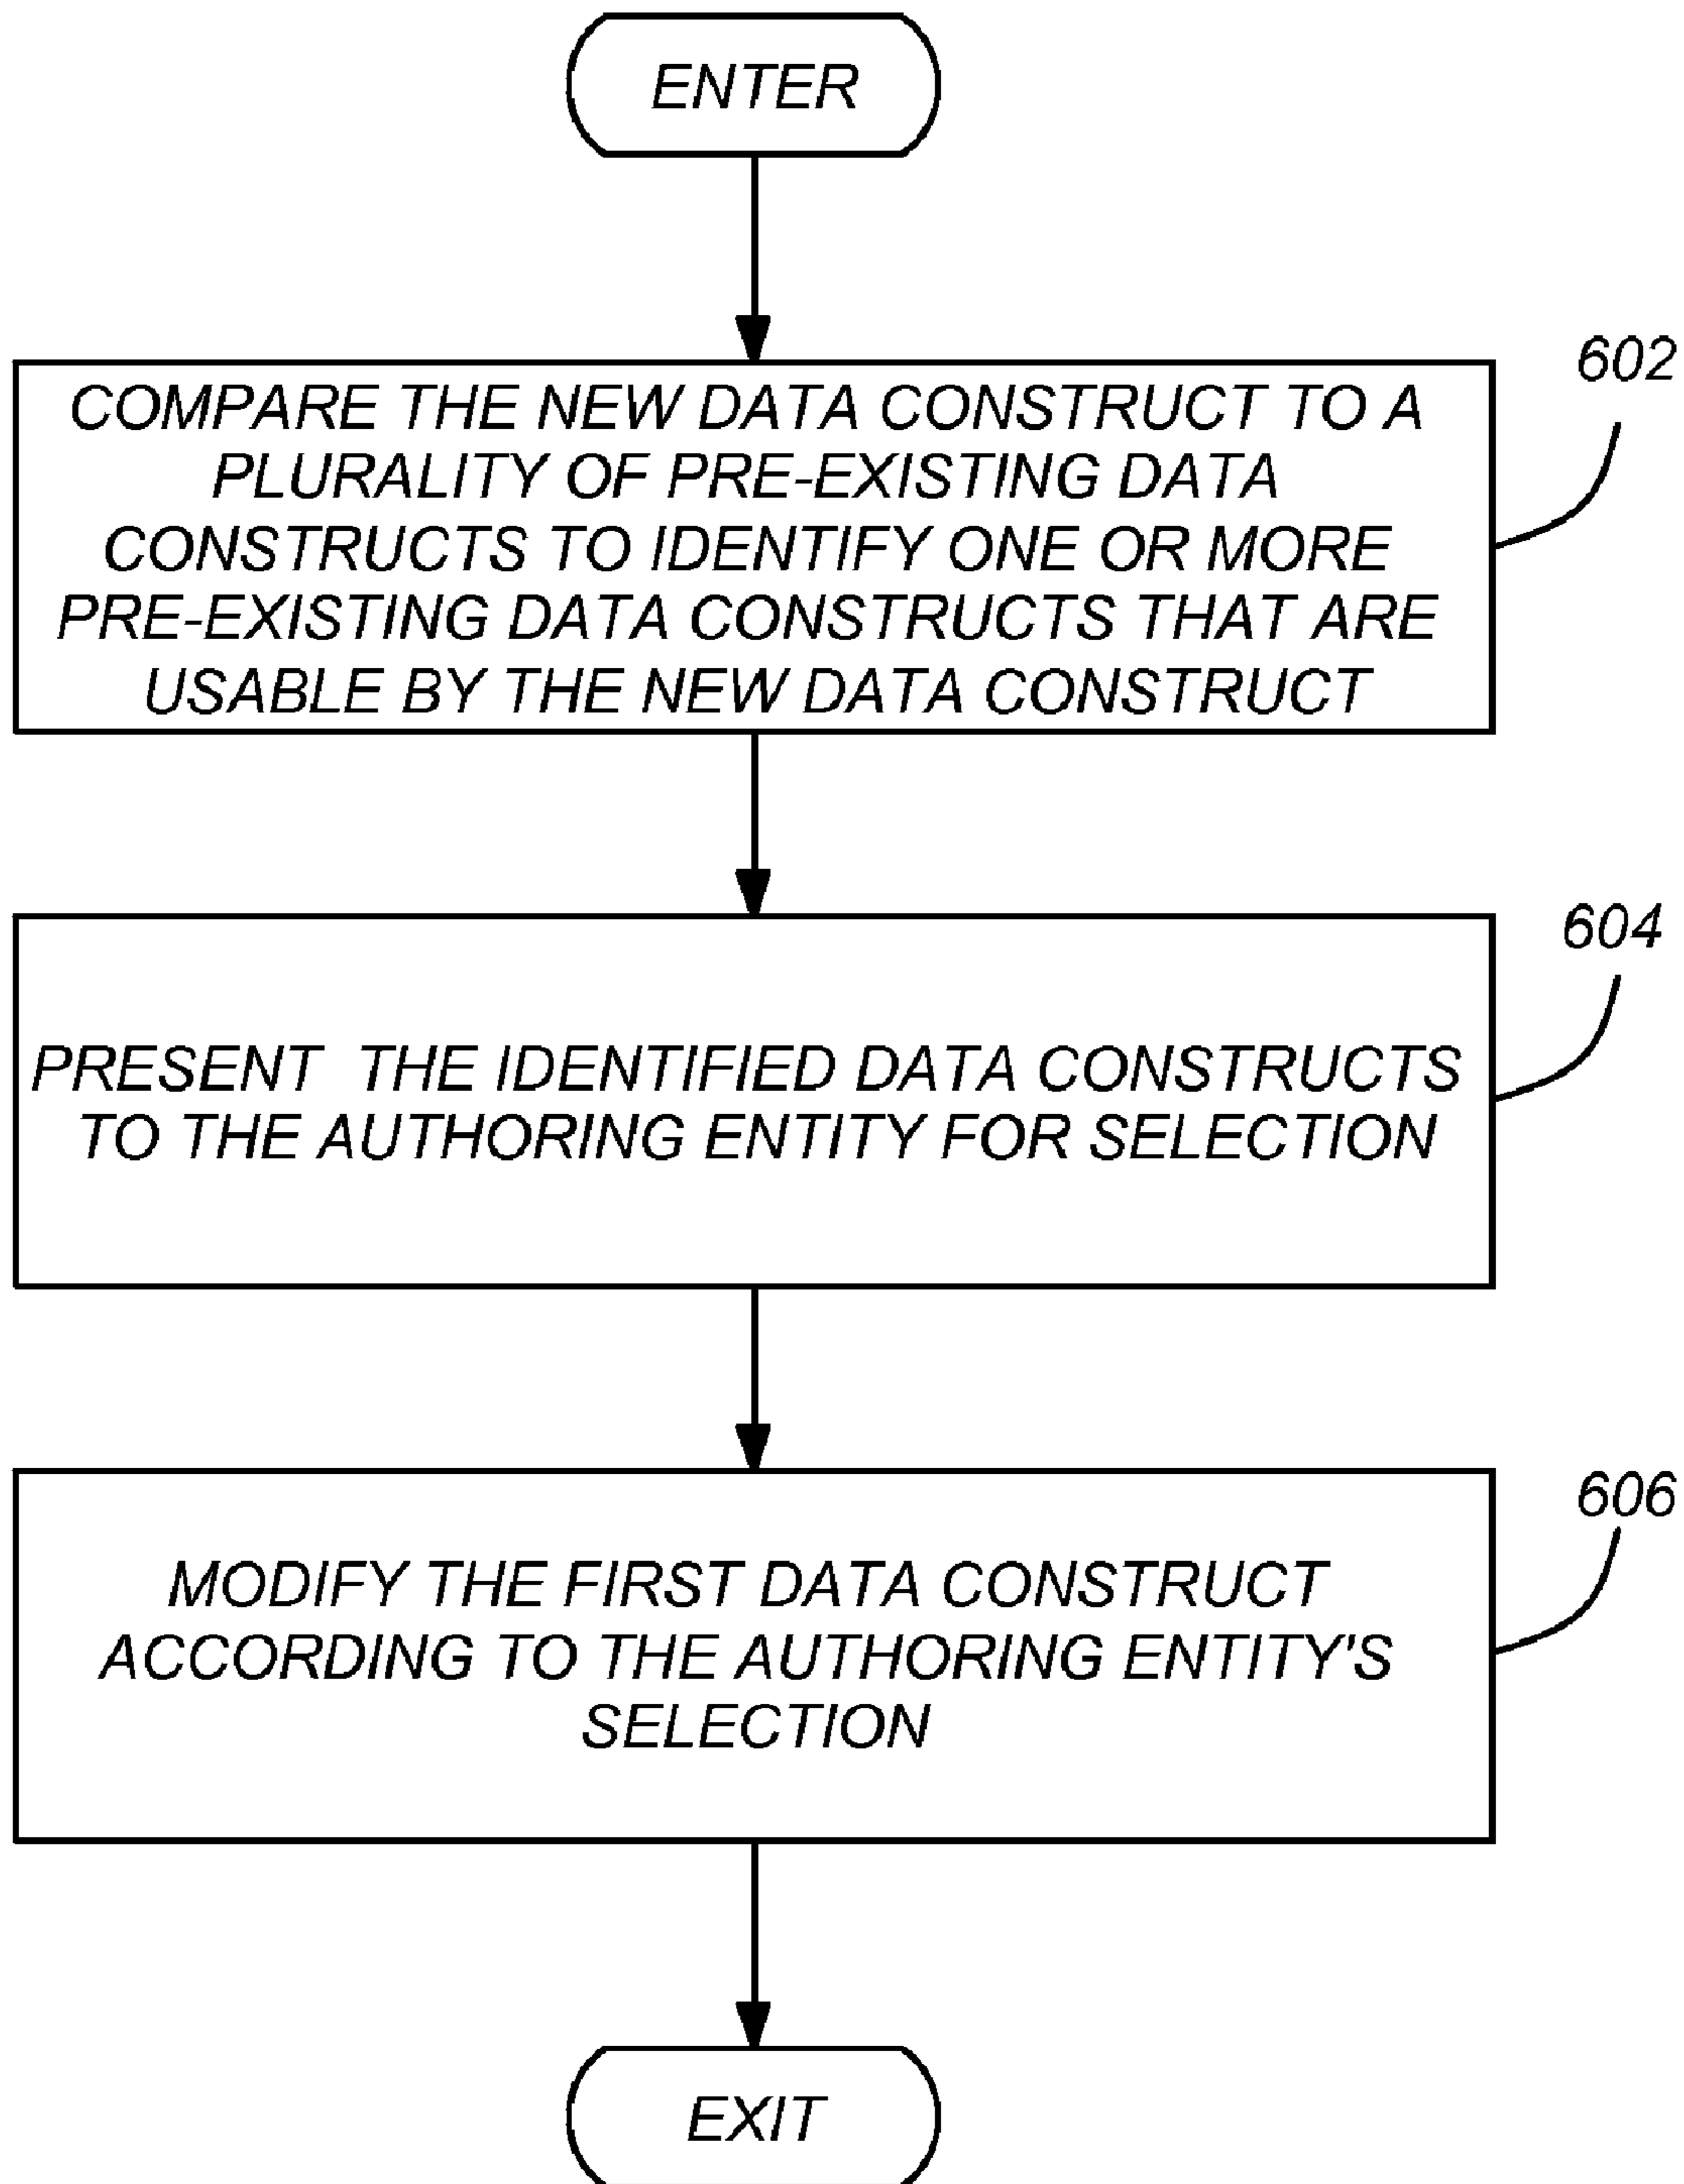 ENTER
602
COMPARE THE NEW DATA CONSTRUCT TO A
PLURALITY OF PRE-EXISTING DATA
CONSTRUCTS TO IDENTIFY ONE OR MORE
PRE-EXISTING DATA CONSTRUCTS THAT ARE
USABLE BY THE NEW DATA CONSTRUCT
604
PRESENT THE IDENTIFIED DATA CONSTRUCTS
TO THE AUTHORING ENTITY FOR SELECTION
606
MODIFY THE FIRST DATA CONSTRUCT
ACCORDING TO THE AUTHORING ENTITY'S
SELECTION
EXIT